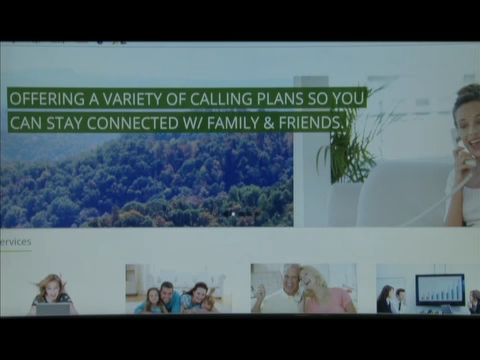 OFFERING A VARIETY OF CALLING PLANS SO YOU
CAN STAY CONNECTED W/ FAMILY & FRIENDS.
ervices